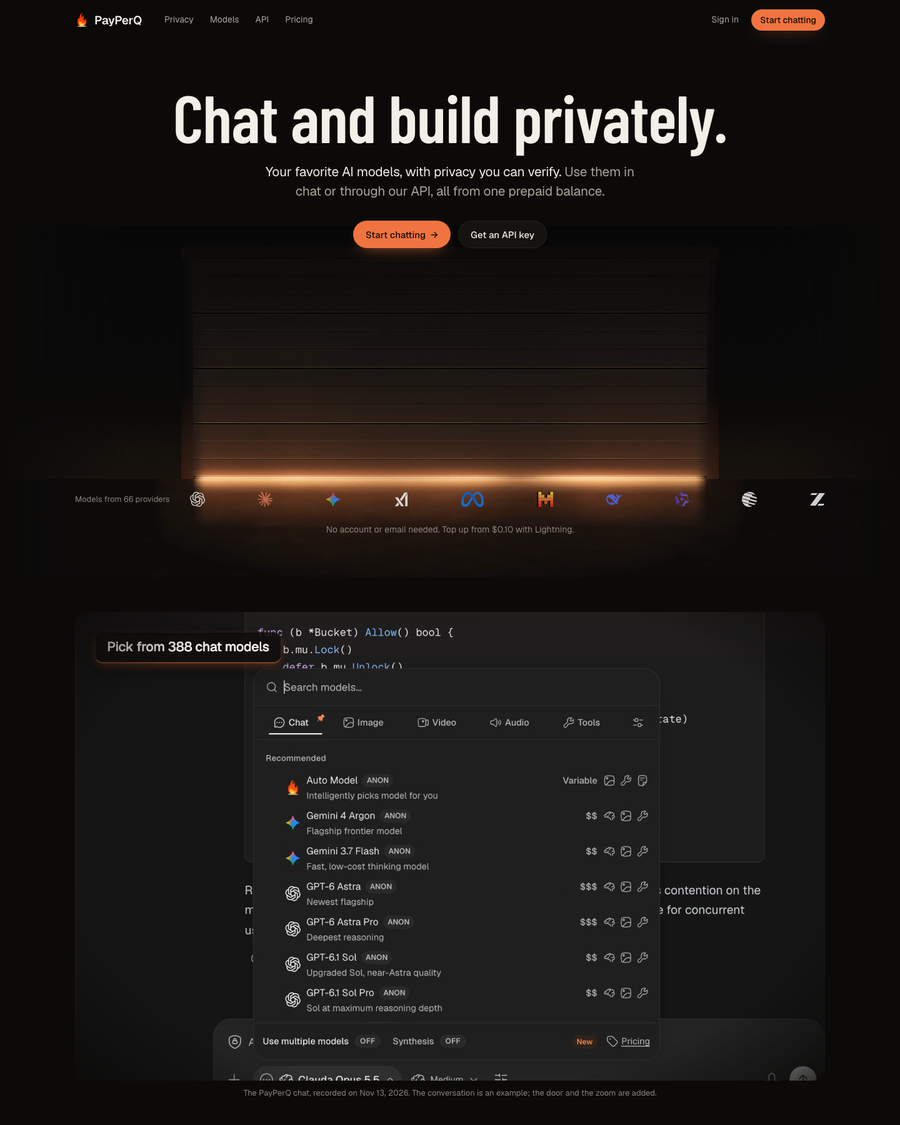 PayPerQ
Privacy
Models
API
Pricing
Sign in
Start chatting
Chat and build privately.
Your favorite AI models, with privacy you can verify. Use them in
chat or through our API, all from one prepaid balance.
Start chatting →
Get an API key
Models from 66 providers
No account or email needed. Top up from $0.10 with Lightning.
Pick from 388 chat models
func (b *Bucket) Allow() bool {
b.mu.Lock()
defer b.mu.Unlock()
Search models...
Chat
Image
Video
Audio
Tools
Recommended
Auto Model ANON Variable
Intelligently picks model for you
Gemini 4 Argon ANON $$
Flagship frontier model
Gemini 3.7 Flash ANON $$
Fast, low-cost thinking model
GPT-6 Astra ANON $$$
Newest flagship
contention on the
GPT-6 Astra Pro ANON $$$
Deepest reasoning
for concurrent
GPT-6.1 Sol ANON $$
Upgraded Sol, near-Astra quality
GPT-6.1 Sol Pro ANON $$
Sol at maximum reasoning depth
Use multiple models OFF Synthesis OFF New Pricing
Claude Opus 5.5 Medium
The PayPerQ chat, recorded on Nov 13, 2026. The conversation is an example; the door and the zoom are added.